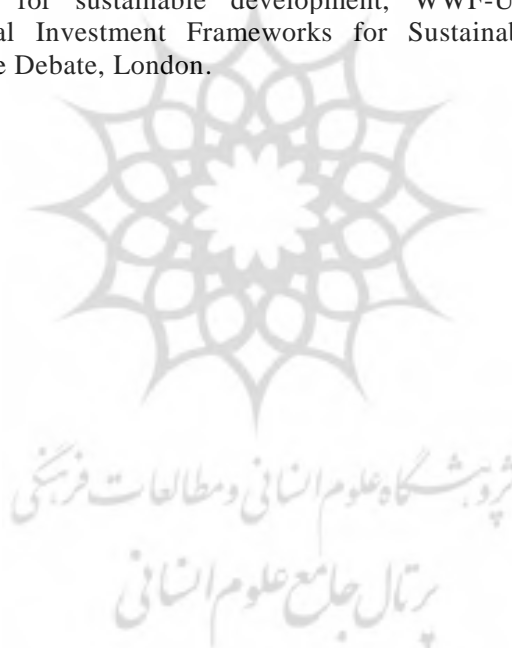 for sustainable development, WWF-U
al Investment Frameworks for Sustainab
e Debate, London.
پژوهشگاه علوم انسانی و مطالعات فرهنگی
پرتال جامع علوم انسانی